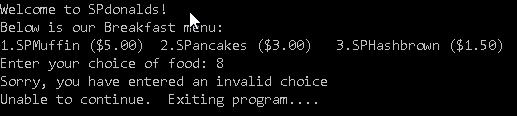 Welcome to SPdonalds!
Below is our Breakfast menu:
1.SPMuffin ($5.00)  2.SPancakes ($3.00)   3.SPHashbrown ($1.50)
Enter your choice of food: 8
Sorry, you have entered an invalid choice
Unable to continue.  Exiting program....